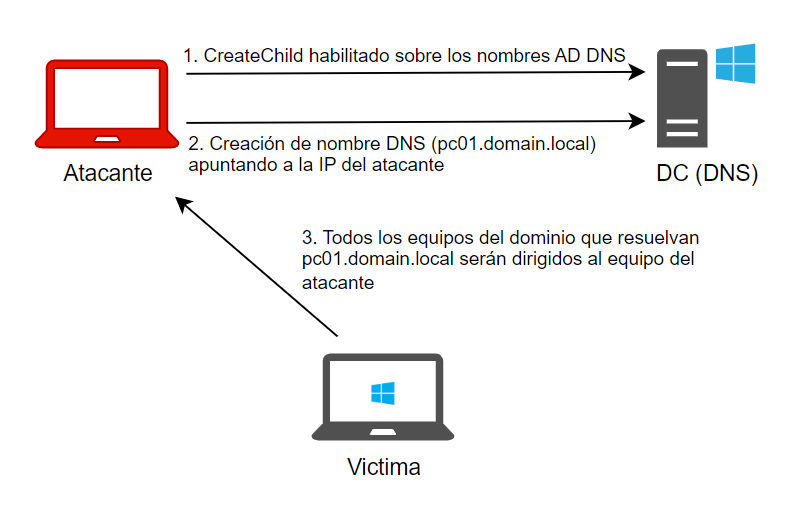 1. CreateChild habilitado sobre los nombres AD DNS
2. Creación de nombre DNS (pc01.domain.local)
apuntando a la IP del atacante
Atacante
DC (DNS)
3. Todos los equipos del dominio que resuelvan
pc01.domain.local serán dirigidos al equipo del
atacante
Victima